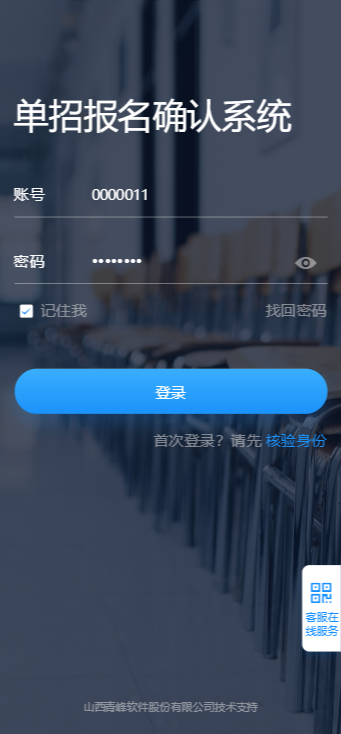 单招报名确认系统
账号 0000011
密码 ••••••••
记住我 找回密码
登录
首次登录？请先 核验身份
客服在
线服务
山西青峰软件股份有限公司技术支持